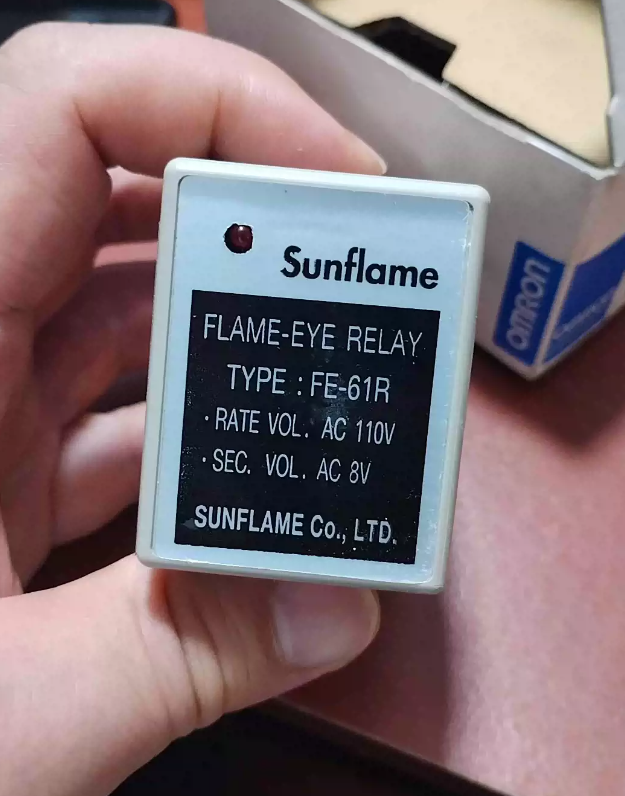 Sunflame
FLAME-EYE RELAY
TYPE : FE-61R
· RATE VOL. AC 110V
· SEC. VOL. AC 8V
SUNFLAME Co., LTD.
OMRON